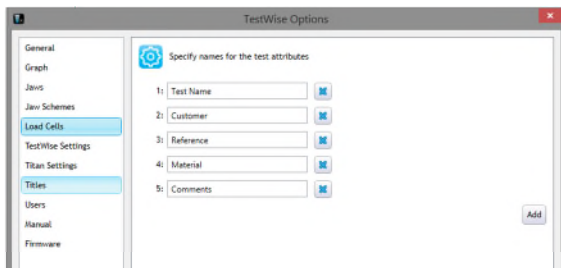 TestWise Options
General
Graph
Jaws
Jaw Schemes
Load Cells
TestWise Settings
Titan Settings
Titles
Users
Manual
Firmware
Specify names for the test attributes
1: Test Name
2: Customer
3: Reference
4: Material
5: Comments
Add